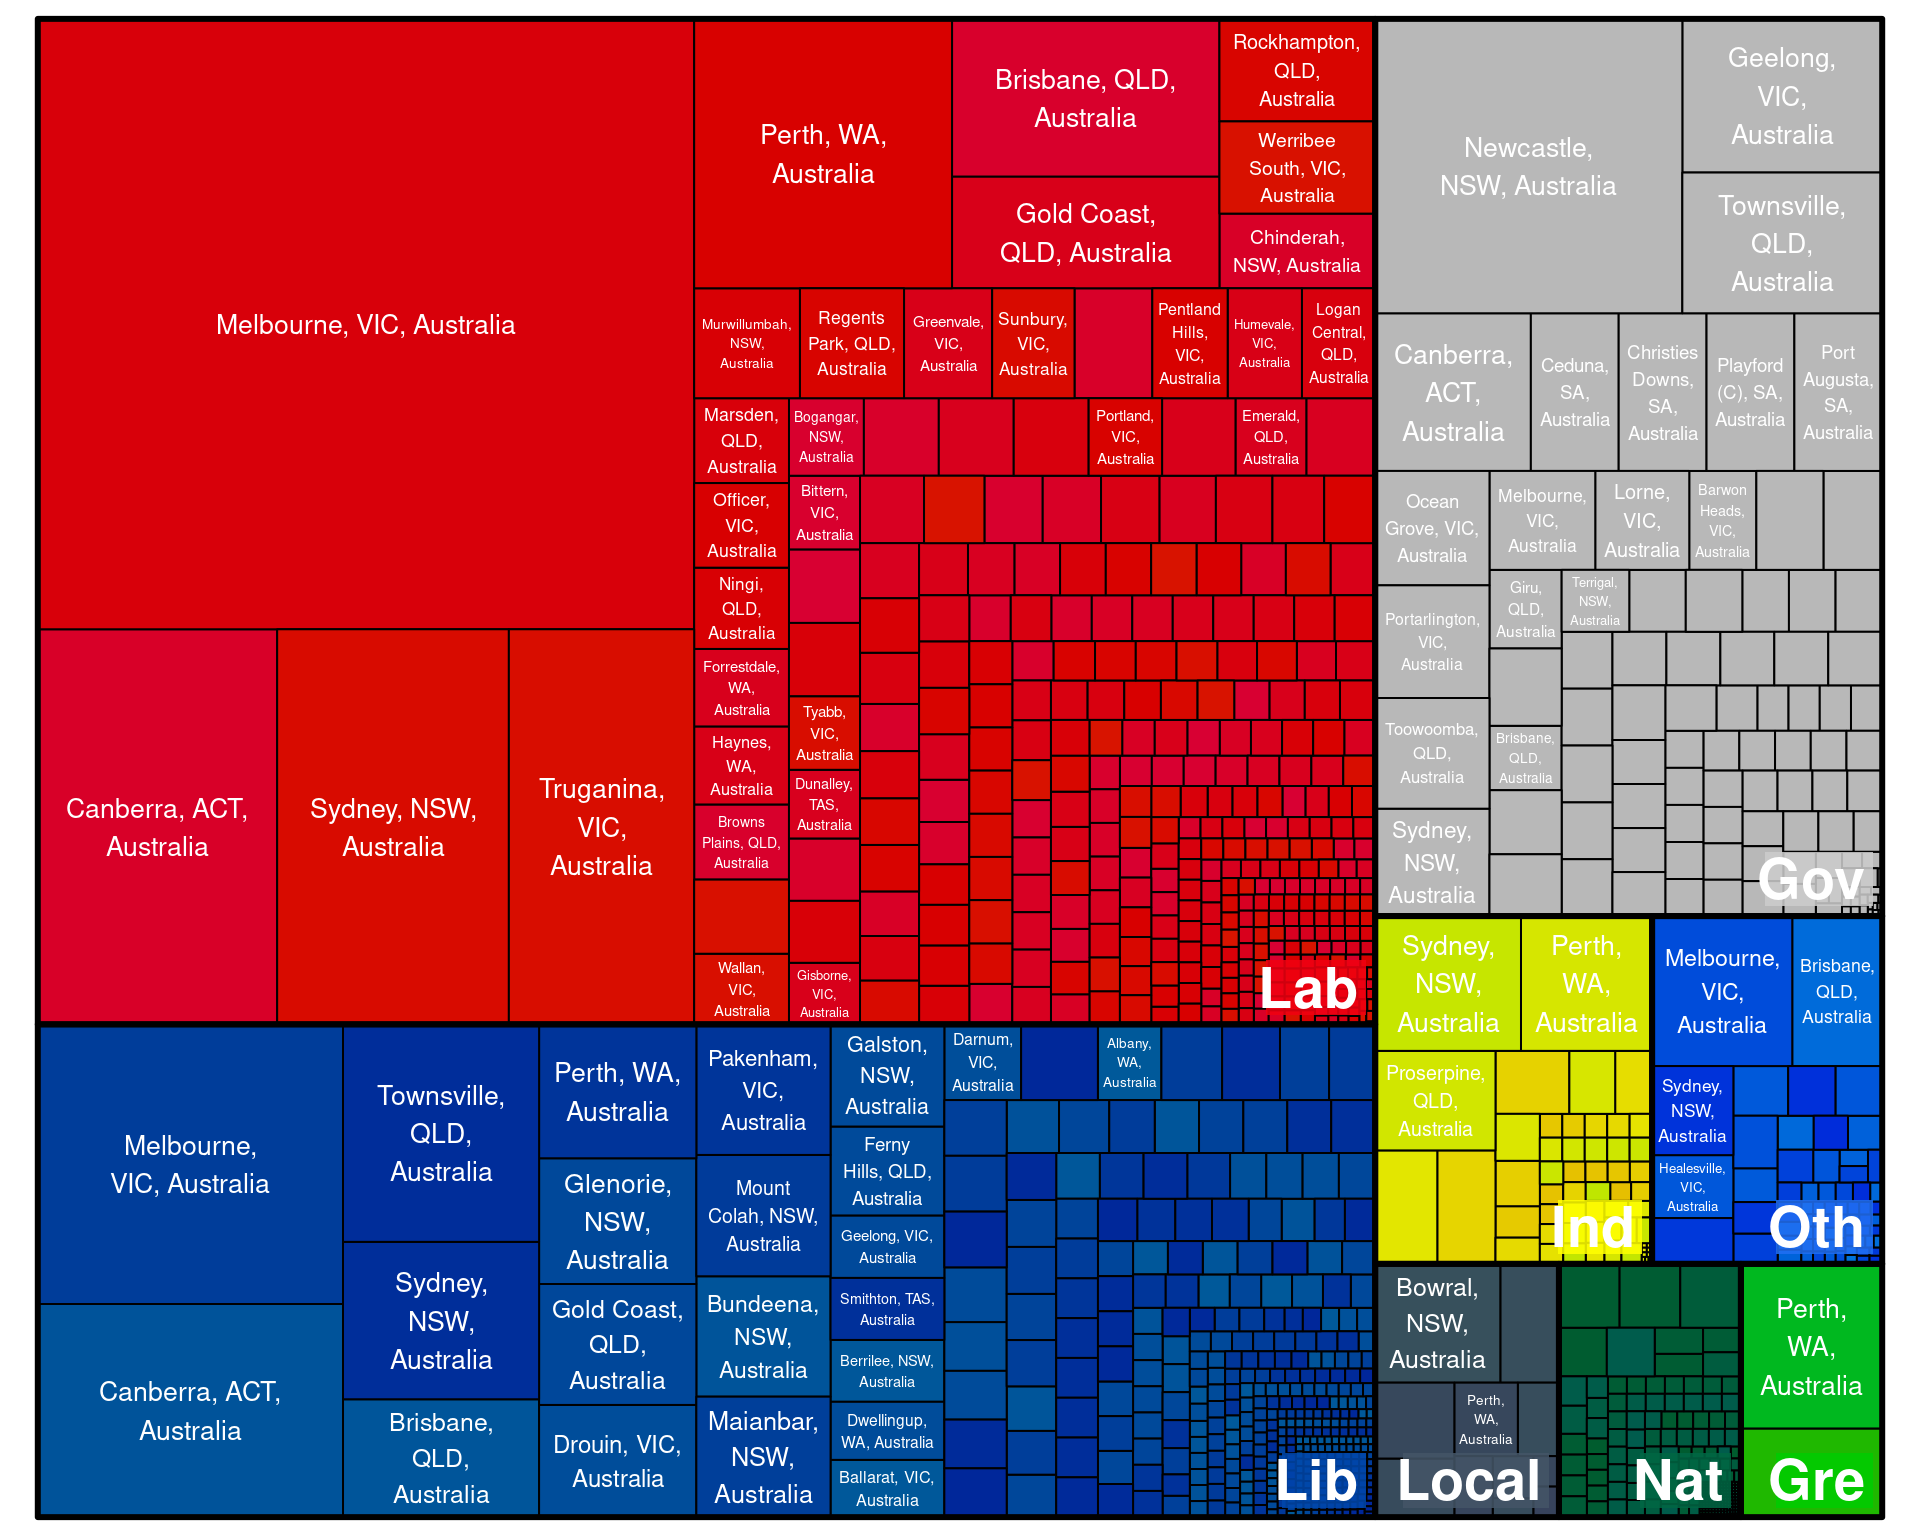 Melbourne, VIC, Australia
Canberra, ACT,
Australia
Sydney, NSW,
Australia
Truganina,
VIC,
Australia
Perth, WA,
Australia
Brisbane, QLD,
Australia
Gold Coast,
QLD, Australia
Rockhampton,
QLD,
Australia
Werribee
South, VIC,
Australia
Chinderah,
NSW, Australia
Murwillumbah,
NSW,
Australia
Regents
Park, QLD,
Australia
Greenvale,
VIC,
Australia
Sunbury,
VIC,
Australia
Pentland
Hills,
VIC,
Australia
Humevale,
VIC,
Australia
Logan
Central,
QLD,
Australia
Marsden,
QLD,
Australia
Officer,
VIC,
Australia
Ningi,
QLD,
Australia
Forrestdale,
WA,
Australia
Haynes,
WA,
Australia
Browns
Plains, QLD,
Australia
Wallan,
VIC,
Australia
Bogangar,
NSW,
Australia
Portland,
VIC,
Australia
Emerald,
QLD,
Australia
Bittern,
VIC,
Australia
Tyabb,
VIC,
Australia
Dunalley,
TAS,
Australia
Gisborne,
VIC,
Australia
Lab
Newcastle,
NSW, Australia
Geelong,
VIC,
Australia
Townsville,
QLD,
Australia
Canberra,
ACT,
Australia
Ceduna,
SA,
Australia
Christies
Downs,
SA,
Australia
Playford
(C), SA,
Australia
Port
Augusta,
SA,
Australia
Ocean
Grove, VIC,
Australia
Portarlington,
VIC,
Australia
Toowoomba,
QLD,
Australia
Sydney,
NSW,
Australia
Melbourne,
VIC,
Australia
Lorne,
VIC,
Australia
Barwon
Heads,
VIC,
Australia
Giru,
QLD,
Australia
Terrigal,
NSW,
Australia
Brisbane,
QLD,
Australia
Gov
Melbourne,
VIC, Australia
Canberra, ACT,
Australia
Townsville,
QLD,
Australia
Sydney,
NSW,
Australia
Brisbane,
QLD,
Australia
Perth, WA,
Australia
Glenorie,
NSW,
Australia
Gold Coast,
QLD,
Australia
Drouin, VIC,
Australia
Pakenham,
VIC,
Australia
Mount
Colah, NSW,
Australia
Bundeena,
NSW,
Australia
Maianbar,
NSW,
Australia
Galston,
NSW,
Australia
Ferny
Hills, QLD,
Australia
Geelong, VIC,
Australia
Smithton, TAS,
Australia
Berrilee, NSW,
Australia
Dwellingup,
WA, Australia
Ballarat, VIC,
Australia
Darnum,
VIC,
Australia
Albany,
WA,
Australia
Lib
Sydney,
NSW,
Australia
Perth,
WA,
Australia
Proserpine,
QLD,
Australia
Ind
Melbourne,
VIC,
Australia
Brisbane,
QLD,
Australia
Sydney,
NSW,
Australia
Healesville,
VIC,
Australia
Oth
Bowral,
NSW,
Australia
Perth,
WA,
Australia
Local
Nat
Perth,
WA,
Australia
Gre